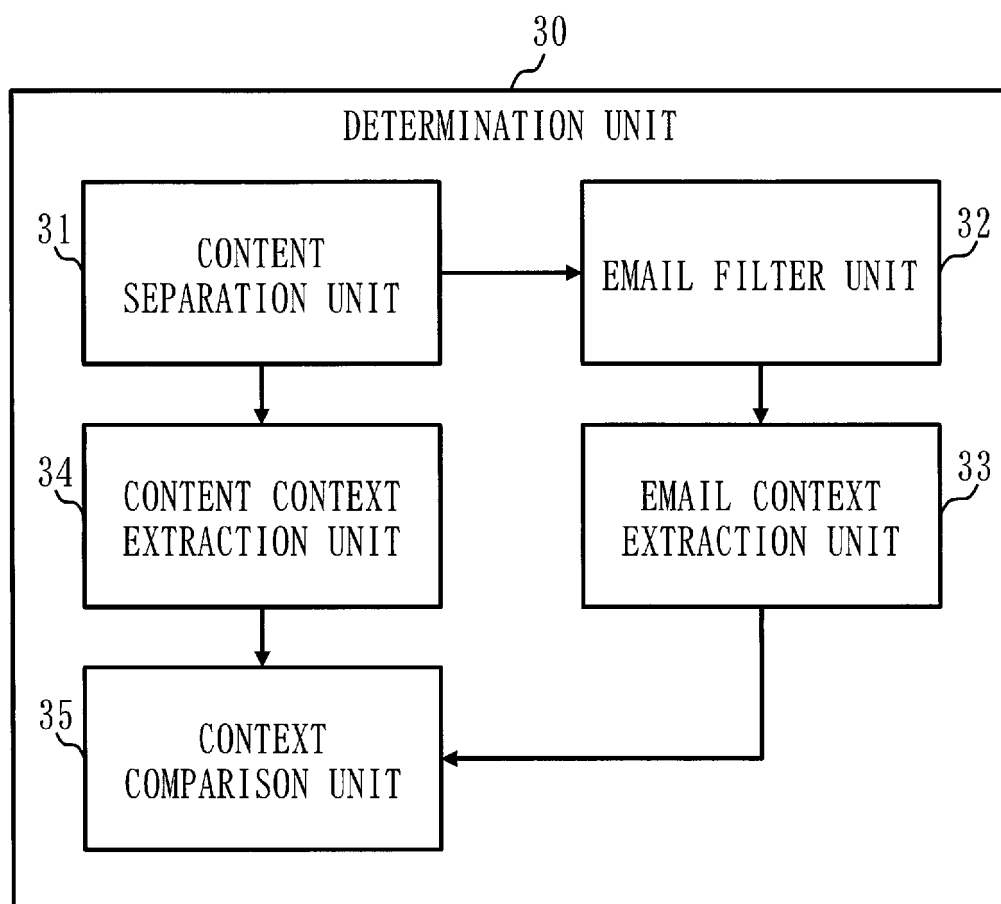 30
DETERMINATION UNIT
31
CONTENT
SEPARATION UNIT
32
EMAIL FILTER UNIT
34
CONTENT CONTEXT
EXTRACTION UNIT
33
EMAIL CONTEXT
EXTRACTION UNIT
35
CONTEXT
COMPARISON UNIT